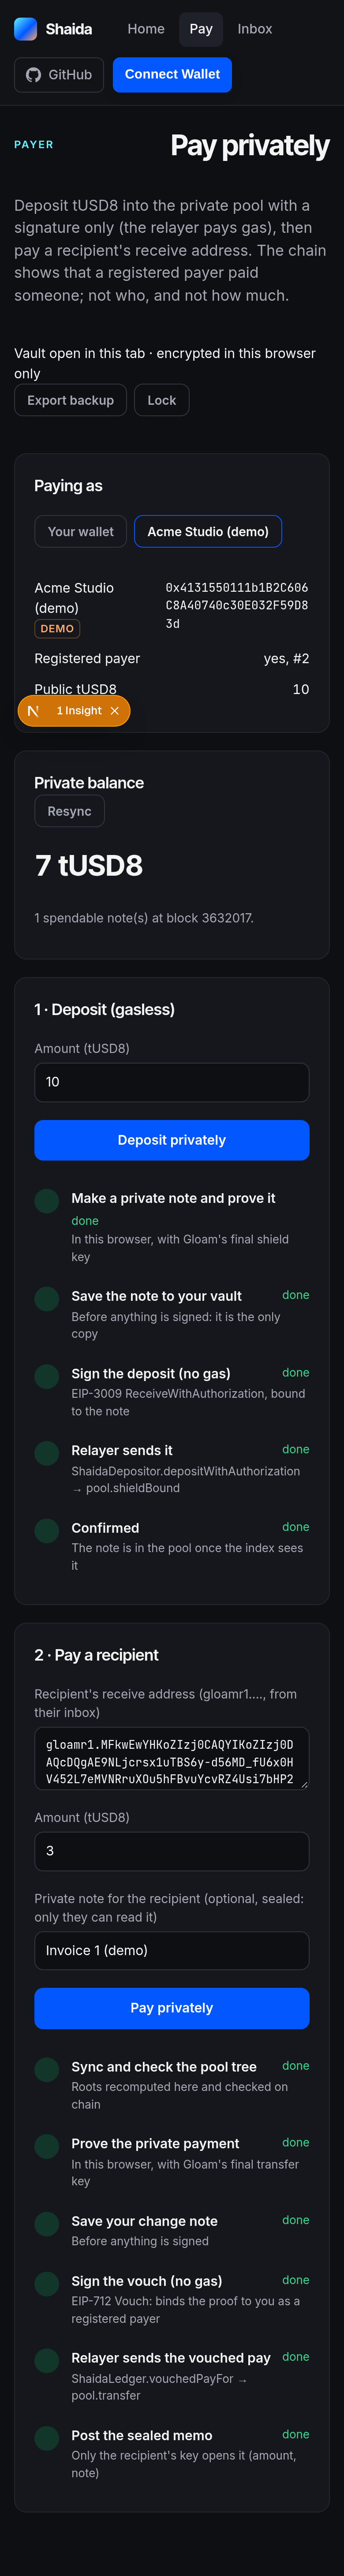 Shaida
Home
Pay
Inbox
GitHub
Connect Wallet
PAYER
Pay privately
Deposit tUSD8 into the private pool with a
signature only (the relayer pays gas), then
pay a recipient's receive address. The chain
shows that a registered payer paid
someone; not who, and not how much.
Vault open in this tab · encrypted in this browser
only
Export backup
Lock
Paying as
Your wallet
Acme Studio (demo)
Acme Studio
(demo)
DEMO
0x4131550111b1B2C606
C8A40740c30E032F59D8
3d
Registered payer
yes, #2
Public tUSD8
10
1 Insight
Private balance
Resync
7 tUSD8
1 spendable note(s) at block 3632017.
1 · Deposit (gasless)
Amount (tUSD8)
10
Deposit privately
Make a private note and prove it
done
In this browser, with Gloam's final shield
key
Save the note to your vault
done
Before anything is signed: it is the only
copy
Sign the deposit (no gas)
done
EIP-3009 ReceiveWithAuthorization, bound
to the note
Relayer sends it
done
ShaidaDepositor.depositWithAuthorization
→ pool.shieldBound
Confirmed
done
The note is in the pool once the index sees
it
2 · Pay a recipient
Recipient's receive address (gloamr1...., from
their inbox)
gloamr1.MFkwEwYHKoZIzj0CAQYIKoZIzj0D
AQcDQgAE9NLjcrsx1uTBS6y-d56MD_fU6x0H
V452L7eMVNRruXOu5hFBvuYcvRZ4Usi7bHP2
Amount (tUSD8)
3
Private note for the recipient (optional, sealed:
only they can read it)
Invoice 1 (demo)
Pay privately
Sync and check the pool tree
done
Roots recomputed here and checked on
chain
Prove the private payment
done
In this browser, with Gloam's final transfer
key
Save your change note
done
Before anything is signed
Sign the vouch (no gas)
done
EIP-712 Vouch: binds the proof to you as a
registered payer
Relayer sends the vouched pay
done
ShaidaLedger.vouchedPayFor →
pool.transfer
Post the sealed memo
done
Only the recipient's key opens it (amount,
note)